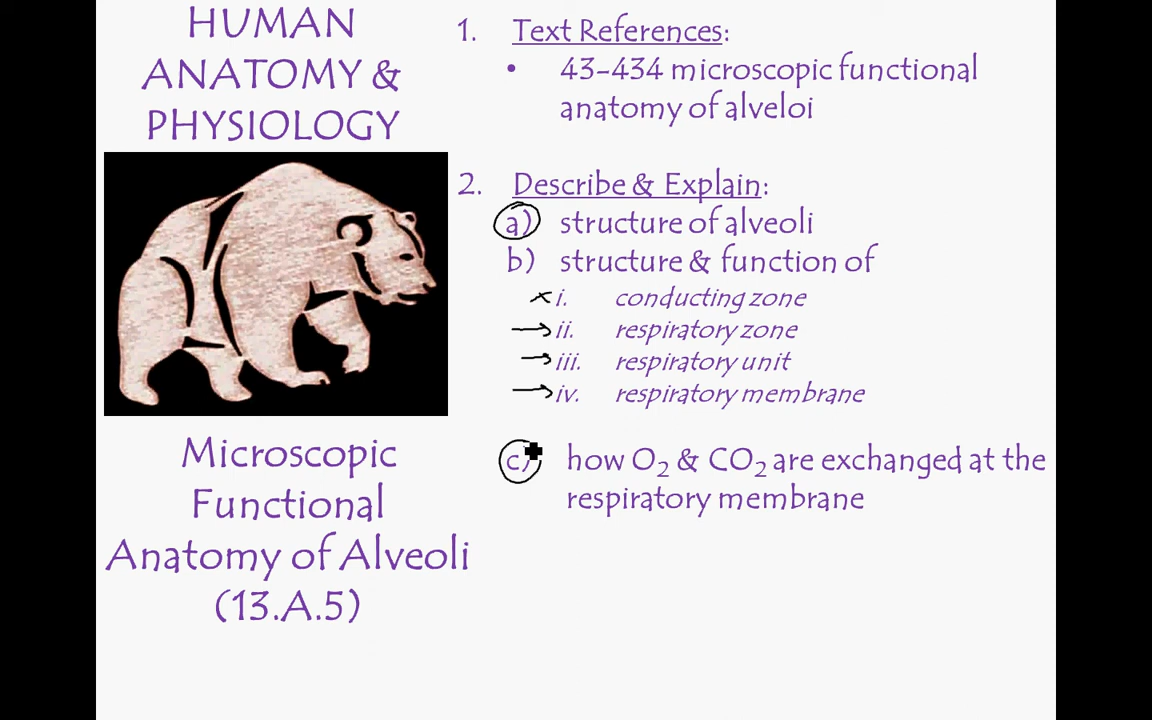 HUMAN
ANATOMY &
PHYSIOLOGY
Microscopic
Functional
Anatomy of Alveoli
(13.A.5)
1. Text References:
• 43-434 microscopic functional
anatomy of alveloi
2. Describe & Explain:
a) structure of alveoli
b) structure & function of
i. conducting zone
ii. respiratory zone
iii. respiratory unit
iv. respiratory membrane
c) how O₂ & CO₂ are exchanged at the
respiratory membrane